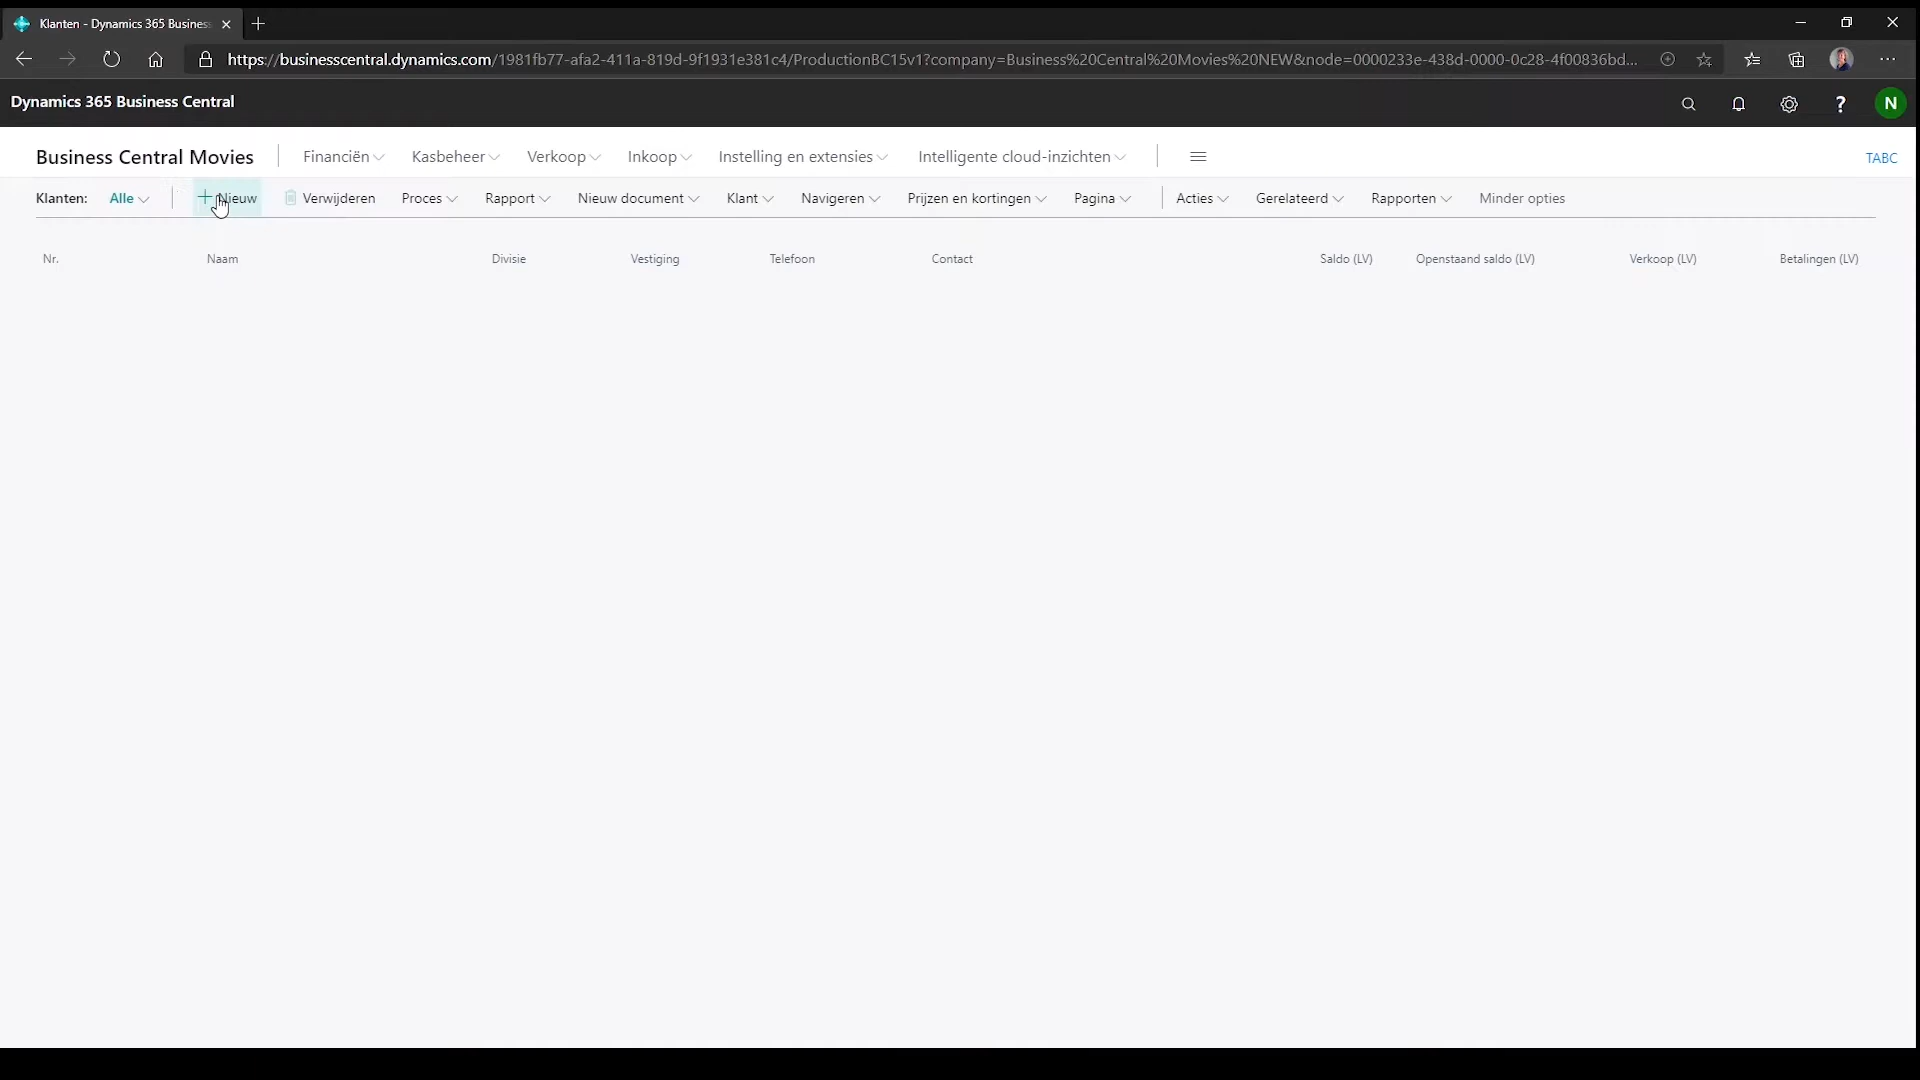 Klanten - Dynamics 365 Busines
https://businesscentral.dynamics.com/1981fb77-afa2-411a-819d-9f1931e381c4/ProductionBC15v1?company=Business%20Central%20Movies%20NEW&node=0000233e-438d-0000-0c28-4f00836bd...
Dynamics 365 Business Central
? N
Business Central Movies Financiën Kasbeheer Verkoop Inkoop Instelling en extensies Intelligente cloud-inzichten TABC
Klanten: Alle + Nieuw Verwijderen Proces Rapport Nieuw document Klant Navigeren Prijzen en kortingen Pagina Acties Gerelateerd Rapporten Minder opties
Nr. Naam Divisie Vestiging Telefoon Contact Saldo (LV) Openstaand saldo (LV) Verkoop (LV) Betalingen (LV)